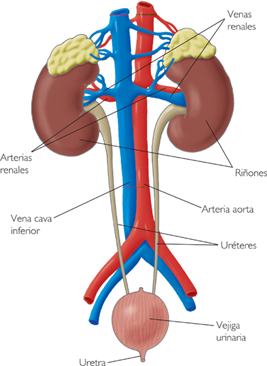 Venas
renales
Arterias
renales
Riñones
Arteria aorta
Vena cava
inferior
Uréteres
Vejiga
urinaria
Uretra